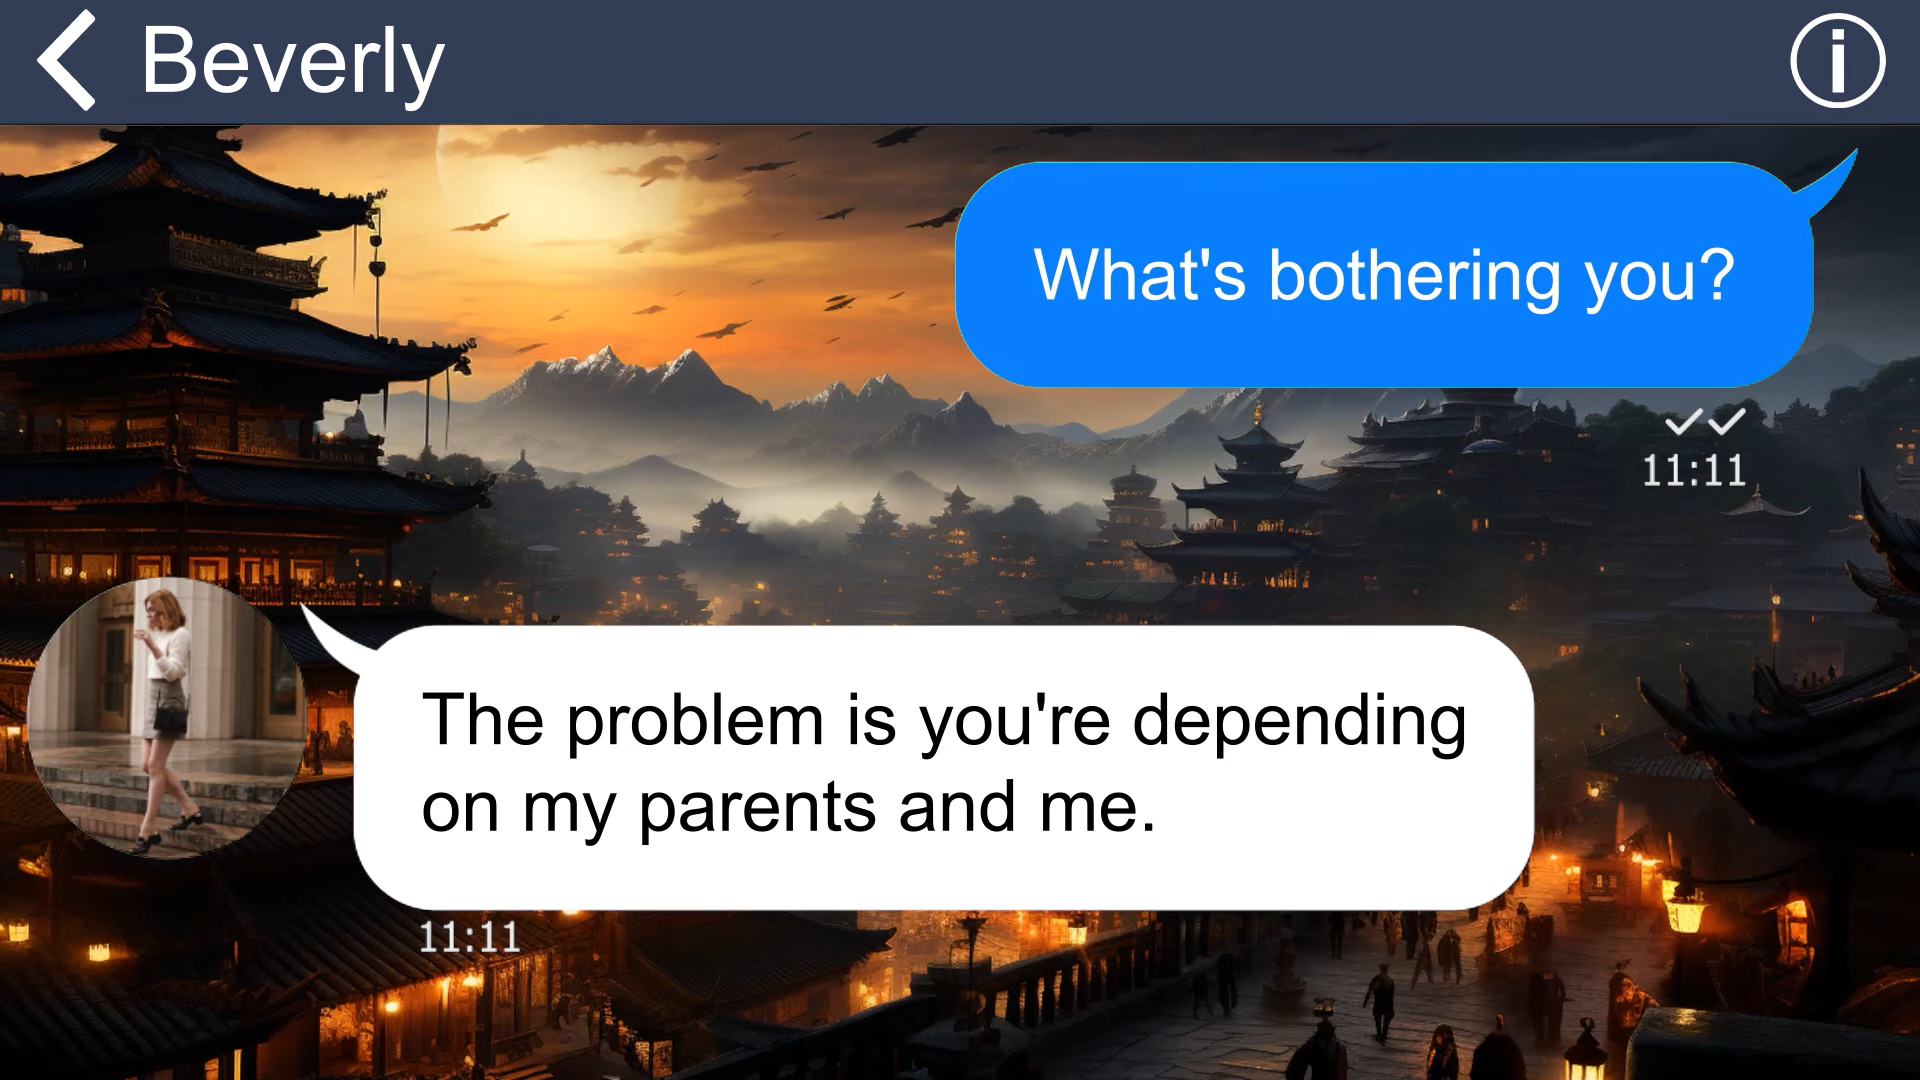 Beverly
What's bothering you?
11:11
The problem is you're depending
on my parents and me.
11:11